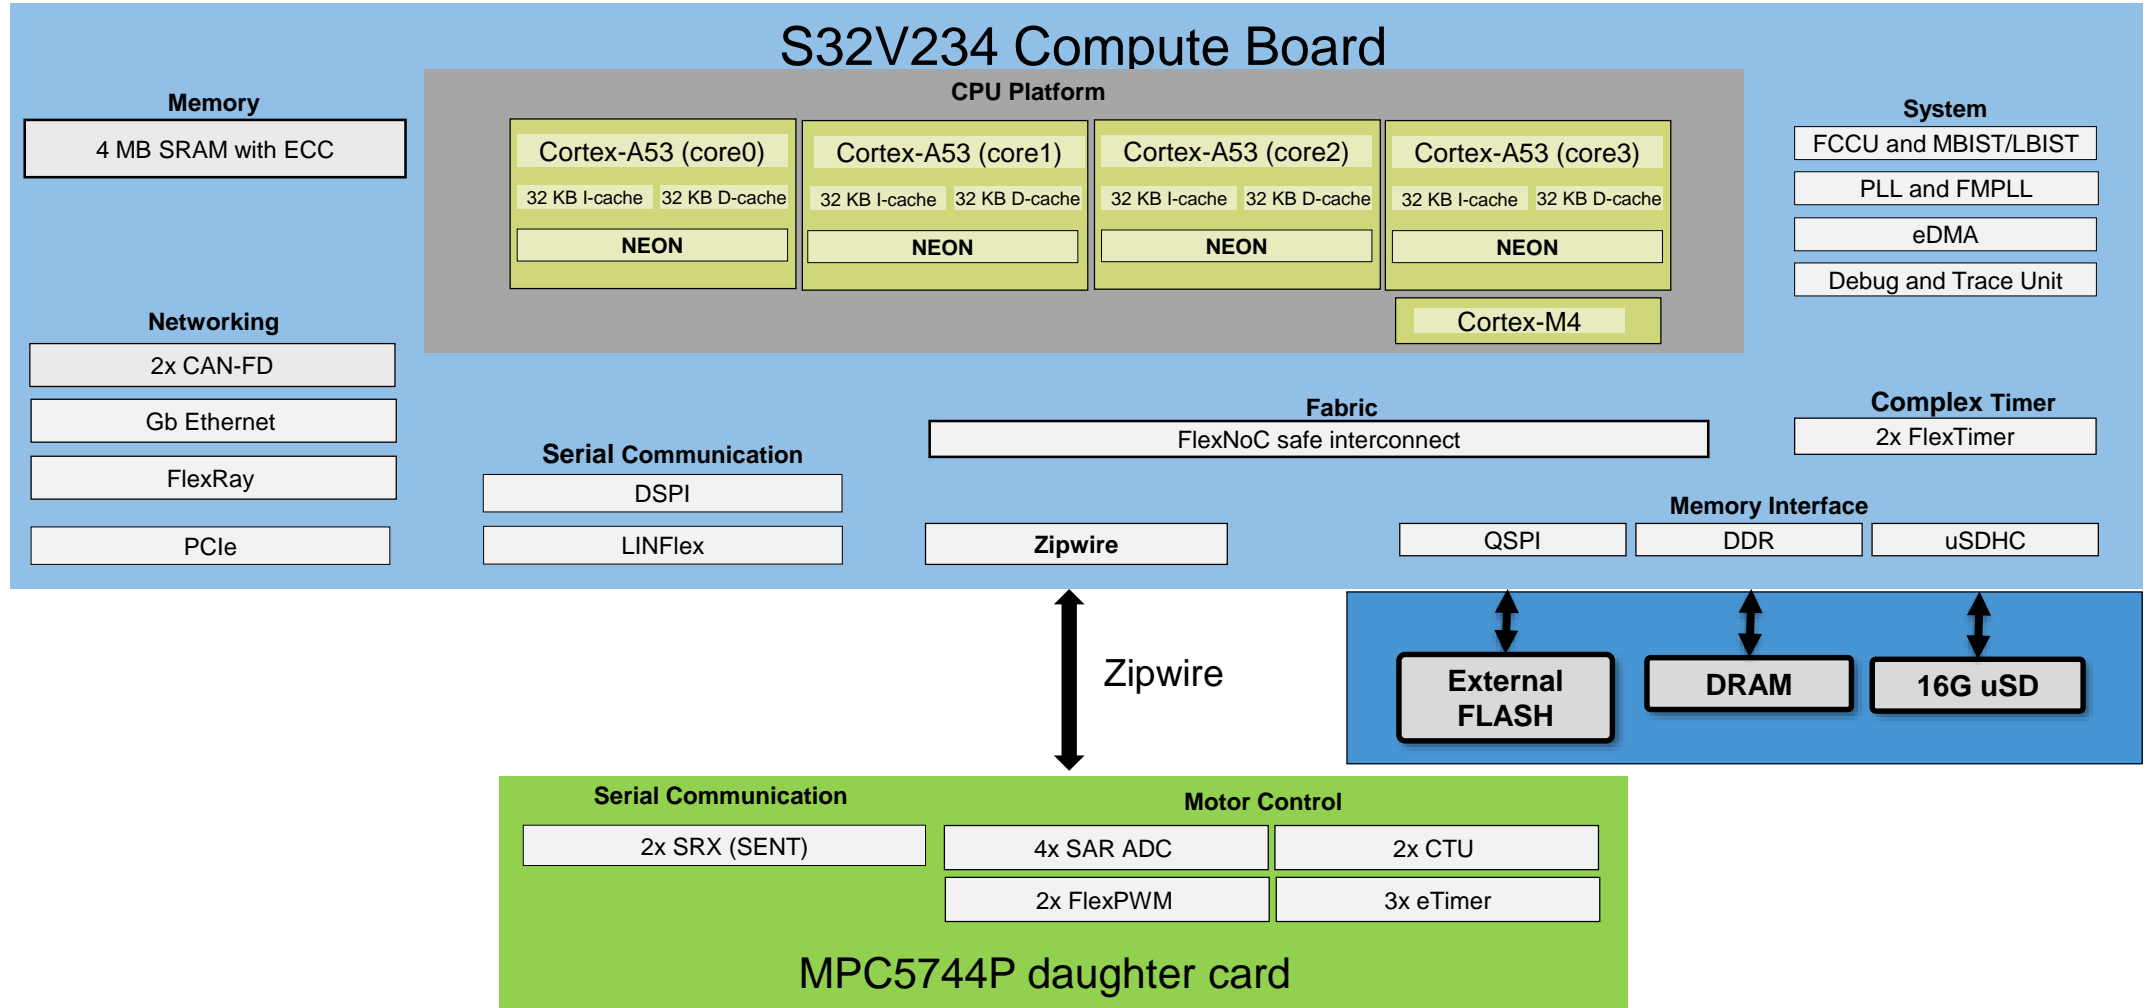 S32V234 Compute Board
CPU Platform
Memory
4 MB SRAM with ECC
Cortex-A53 (core0)
32 KB I-cache 32 KB D-cache
NEON
Cortex-A53 (core1)
32 KB I-cache 32 KB D-cache
NEON
Cortex-A53 (core2)
32 KB I-cache 32 KB D-cache
NEON
Cortex-A53 (core3)
32 KB I-cache 32 KB D-cache
NEON
Cortex-M4
System
FCCU and MBIST/LBIST
PLL and FMPLL
eDMA
Debug and Trace Unit
Networking
2x CAN-FD
Gb Ethernet
FlexRay
PCIe
Serial Communication
DSPI
LINFlex
Fabric
FlexNoC safe interconnect
Zipwire
Complex Timer
2x FlexTimer
Memory Interface
QSPI
DDR
uSDHC
Zipwire
External
FLASH
DRAM
16G uSD
Serial Communication
2x SRX (SENT)
Motor Control
4x SAR ADC
2x CTU
2x FlexPWM
3x eTimer
MPC5744P daughter card